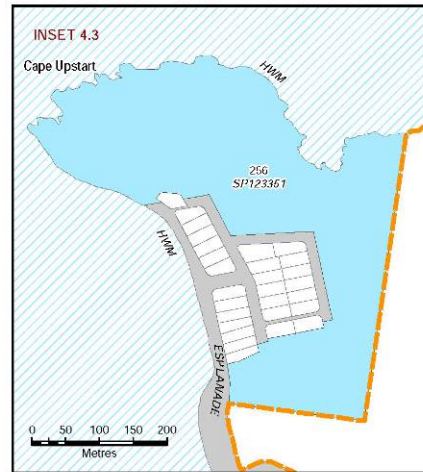 INSET 4.3
Cape Upstart
HWM
256
SP123351
HWM
ESPLANADE
0 50 100 150 200
Metres